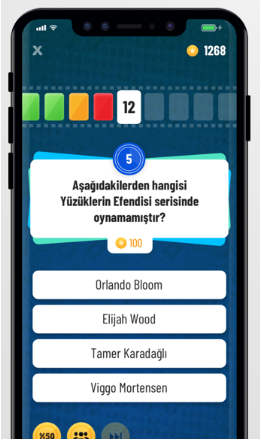 X
1268
12
5
Aşağıdakilerden hangisi
Yüzüklerin Efendisi serisinde
oynamamıştır?
100
Orlando Bloom
Elijah Wood
Tamer Karadağlı
Viggo Mortensen
%50